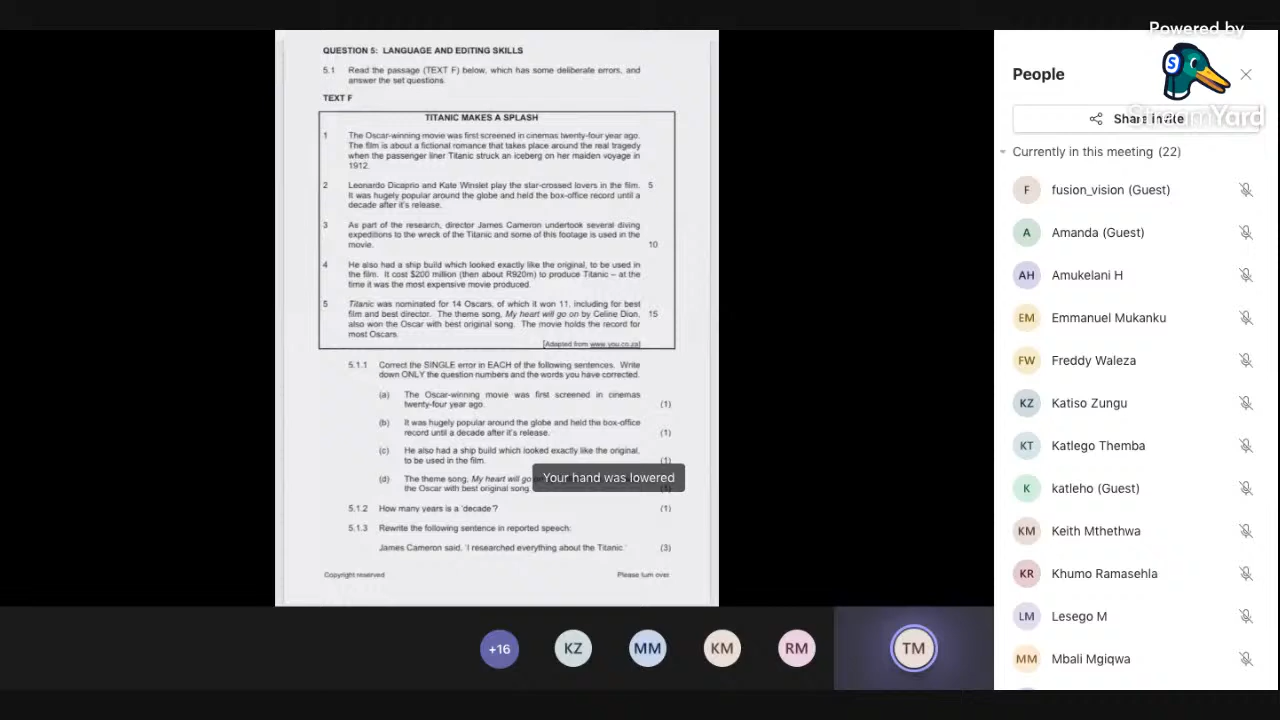 QUESTION 5: LANGUAGE AND EDITING SKILLS
5.1 Read the passage (TEXT F) below, which has some deliberate errors, and
answer the set questions.
TEXT F
TITANIC MAKES A SPLASH
1 The Oscar-winning movie was first screened in cinemas twenty-four year ago.
The film is about a fictional romance that takes place around the real tragedy
when the passenger liner Titanic struck an iceberg on her maiden voyage in
1912.
2 Leonardo Dicaprio and Kate Winslet play the star-crossed lovers in the film. 5
It was hugely popular around the globe and held the box-office record until a
decade after it's release.
3 As part of the research, director James Cameron undertook several diving
expeditions to the wreck of the Titanic and some of this footage is used in the
movie. 10
4 He also had a ship build which looked exactly like the original, to be used in
the film. It cost $200 million (then about R920m) to produce Titanic – at the
time it was the most expensive movie produced.
5 Titanic was nominated for 14 Oscars, of which it won 11, including for best
film and best director. The theme song, My heart will go on by Celine Dion, 15
also won the Oscar with best original song. The movie holds the record for
most Oscars.
[Adapted from www.you.co.za]
5.1.1 Correct the SINGLE error in EACH of the following sentences. Write
down ONLY the question numbers and the words you have corrected.
(a) The Oscar-winning movie was first screened in cinemas
twenty-four year ago. (1)
(b) It was hugely popular around the globe and held the box-office
record until a decade after it's release. (1)
(c) He also had a ship build which looked exactly like the original,
to be used in the film. (1)
(d) The theme song, My heart will go
the Oscar with best original song. (1)
5.1.2 How many years is a 'decade'? (1)
5.1.3 Rewrite the following sentence in reported speech:
James Cameron said, 'I researched everything about the Titanic.' (3)
Copyright reserved Please turn over
Your hand was lowered
+16 KZ MM KM RM TM
Powered by
StreamYard
People
Share invite
Currently in this meeting (22)
F fusion_vision (Guest)
A Amanda (Guest)
AH Amukelani H
EM Emmanuel Mukanku
FW Freddy Waleza
KZ Katiso Zungu
KT Katlego Themba
K katleho (Guest)
KM Keith Mthethwa
KR Khumo Ramasehla
LM Lesego M
MM Mbali Mgiqwa